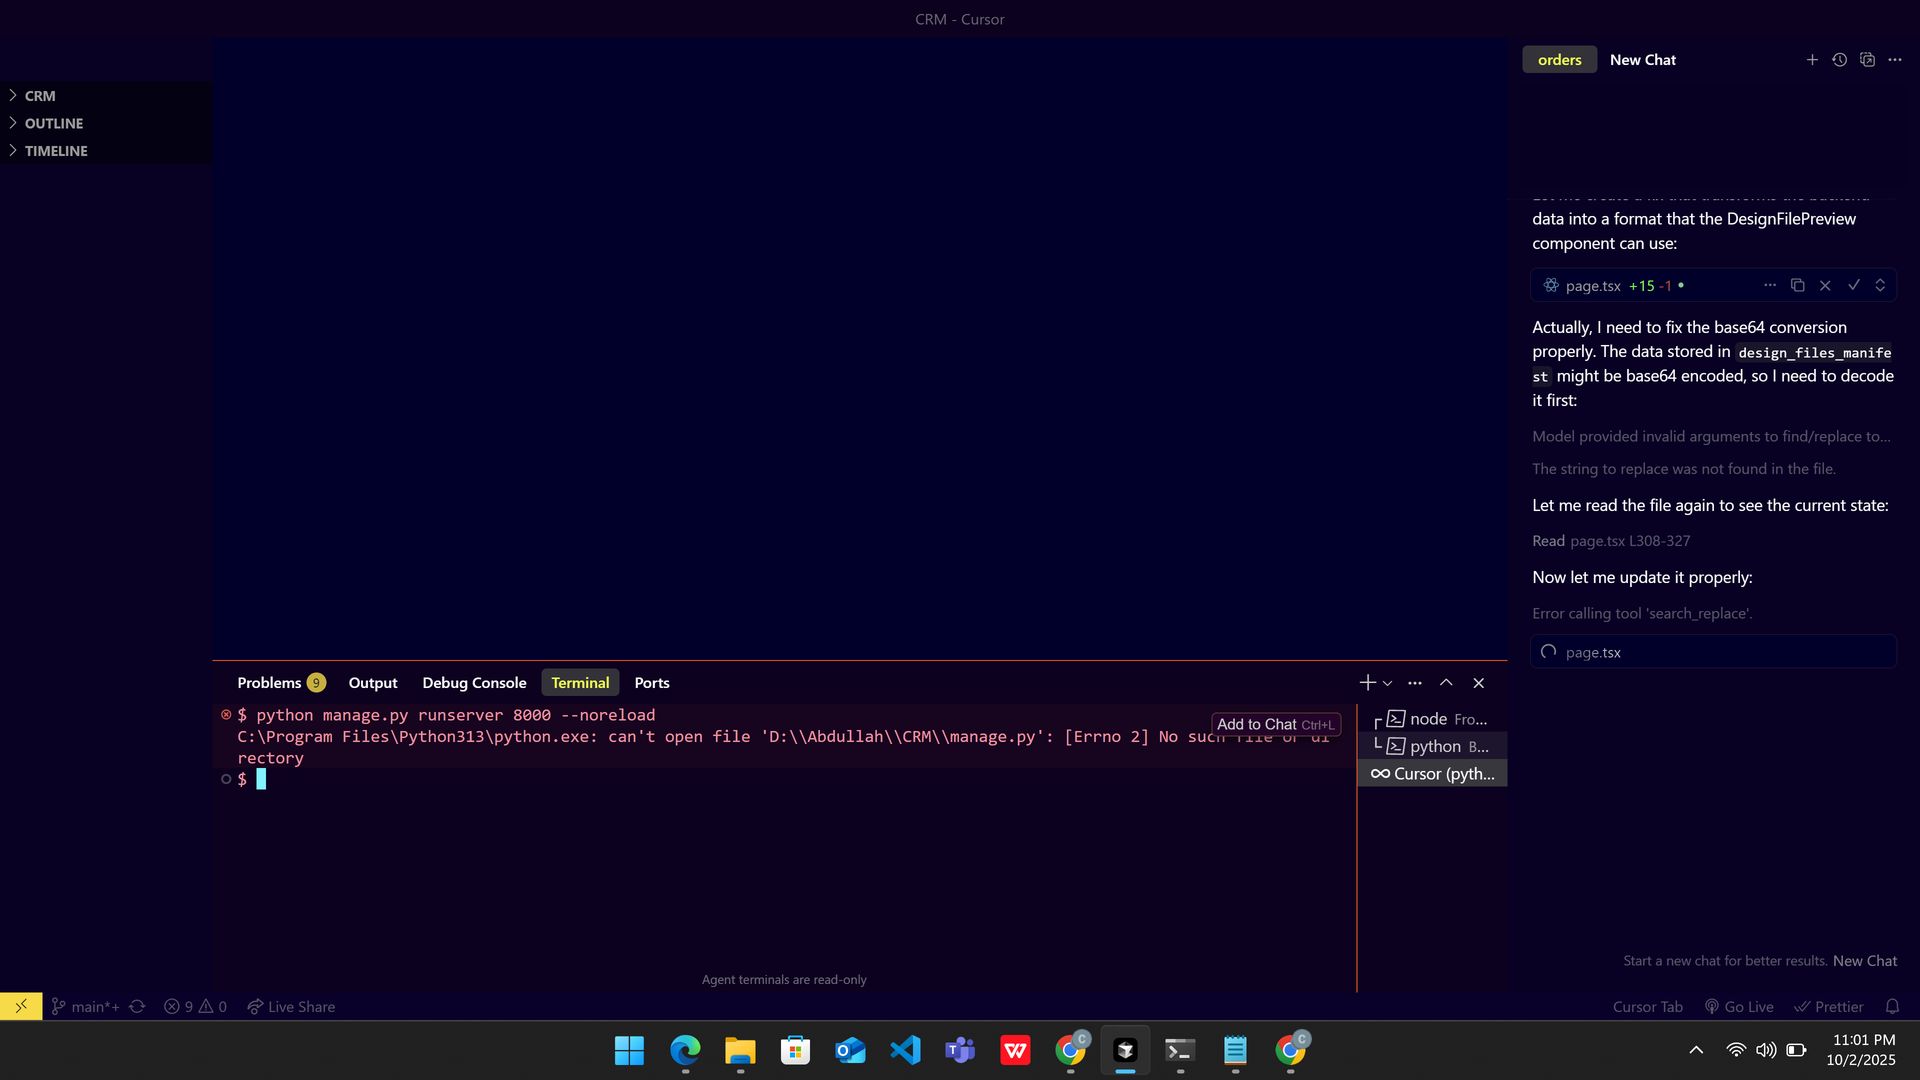 CRM - Cursor
CRM
OUTLINE
TIMELINE
orders New Chat
data into a format that the DesignFilePreview
component can use:
page.tsx +15 -1
Actually, I need to fix the base64 conversion
properly. The data stored in design_files_manife
st might be base64 encoded, so I need to decode
it first:
Model provided invalid arguments to find/replace to...
The string to replace was not found in the file.
Let me read the file again to see the current state:
Read page.tsx L308-327
Now let me update it properly:
Error calling tool 'search_replace'.
page.tsx
Start a new chat for better results. New Chat
Problems 9 Output Debug Console Terminal Ports
$ python manage.py runserver 8000 --noreload
Add to Chat Ctrl+L
C:\Program Files\Python313\python.exe: can't open file 'D:\\Abdullah\\CRM\\manage.py': [Errno 2] No such file or di
rectory
$
node Fro...
python B...
Cursor (pyth...
Agent terminals are read-only
main*+ 9 0 Live Share
Cursor Tab Go Live Prettier
11:01 PM
10/2/2025